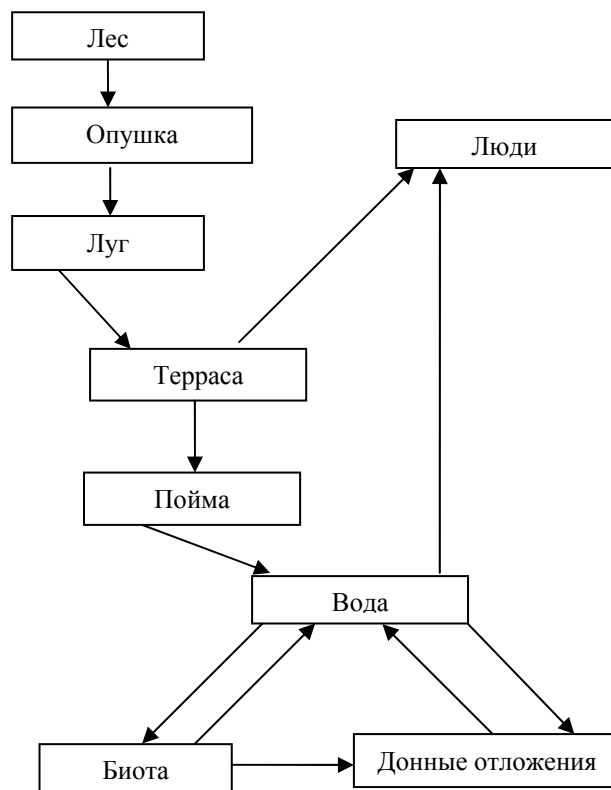 Лес
Опушка
Люди
Луг
Терраса
Пойма
Вода
Биота
Донные отложения